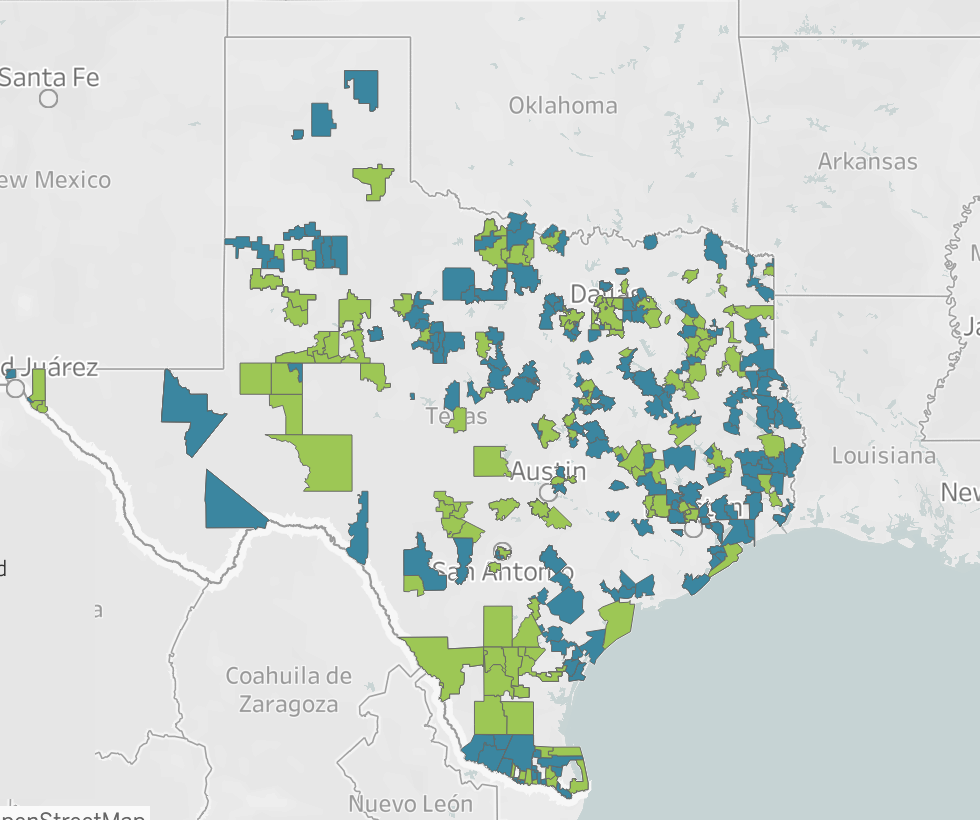 Santa Fe
Oklahoma
Arkansas
ew Mexico
Dallas
d Juárez
Texas
Louisiana
Austin
New
San Antonio
Coahuila de
Zaragoza
Nuevo León
penStreetMap